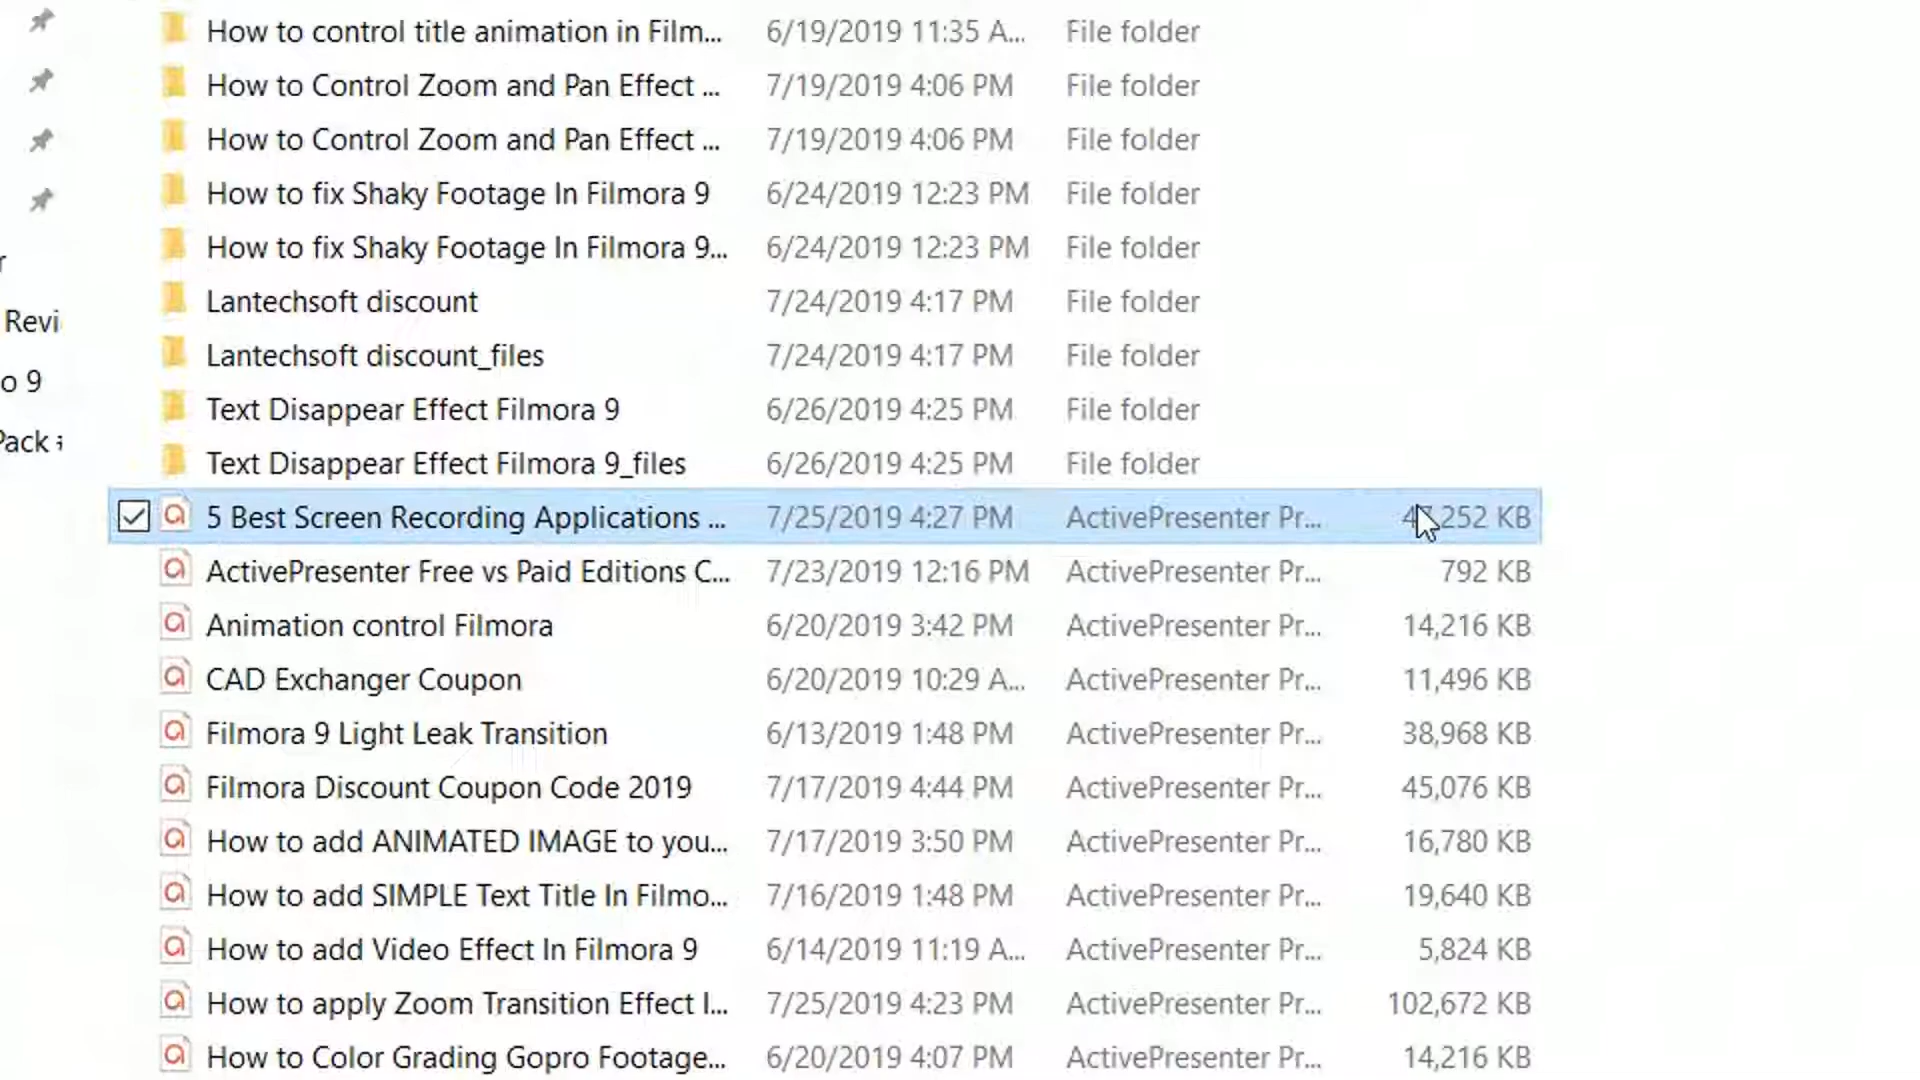 How to control title animation in Film... 6/19/2019 11:35 A... File folder
How to Control Zoom and Pan Effect ... 7/19/2019 4:06 PM File folder
How to Control Zoom and Pan Effect ... 7/19/2019 4:06 PM File folder
How to fix Shaky Footage In Filmora 9 6/24/2019 12:23 PM File folder
r How to fix Shaky Footage In Filmora 9... 6/24/2019 12:23 PM File folder
Revi Lantechsoft discount 7/24/2019 4:17 PM File folder
o 9 Lantechsoft discount_files 7/24/2019 4:17 PM File folder
Text Disappear Effect Filmora 9 6/26/2019 4:25 PM File folder
Pack Text Disappear Effect Filmora 9_files 6/26/2019 4:25 PM File folder
5 Best Screen Recording Applications ... 7/25/2019 4:27 PM ActivePresenter Pr... KB
ActivePresenter Free vs Paid Editions C... 7/23/2019 12:16 PM ActivePresenter Pr... 792 KB
Animation control Filmora 6/20/2019 3:42 PM ActivePresenter Pr... 14,216 KB
CAD Exchanger Coupon 6/20/2019 10:29 A... ActivePresenter Pr... 11,496 KB
Filmora 9 Light Leak Transition 6/13/2019 1:48 PM ActivePresenter Pr... 38,968 KB
Filmora Discount Coupon Code 2019 7/17/2019 4:44 PM ActivePresenter Pr... 45,076 KB
How to add ANIMATED IMAGE to you... 7/17/2019 3:50 PM ActivePresenter Pr... 16,780 KB
How to add SIMPLE Text Title In Filmo... 7/16/2019 1:48 PM ActivePresenter Pr... 19,640 KB
How to add Video Effect In Filmora 9 6/14/2019 11:19 A... ActivePresenter Pr... 5,824 KB
How to apply Zoom Transition Effect I... 7/25/2019 4:23 PM ActivePresenter Pr... 102,672 KB
How to Color Grading Gopro Footage... 6/20/2019 4:07 PM ActivePresenter Pr... 14,216 KB